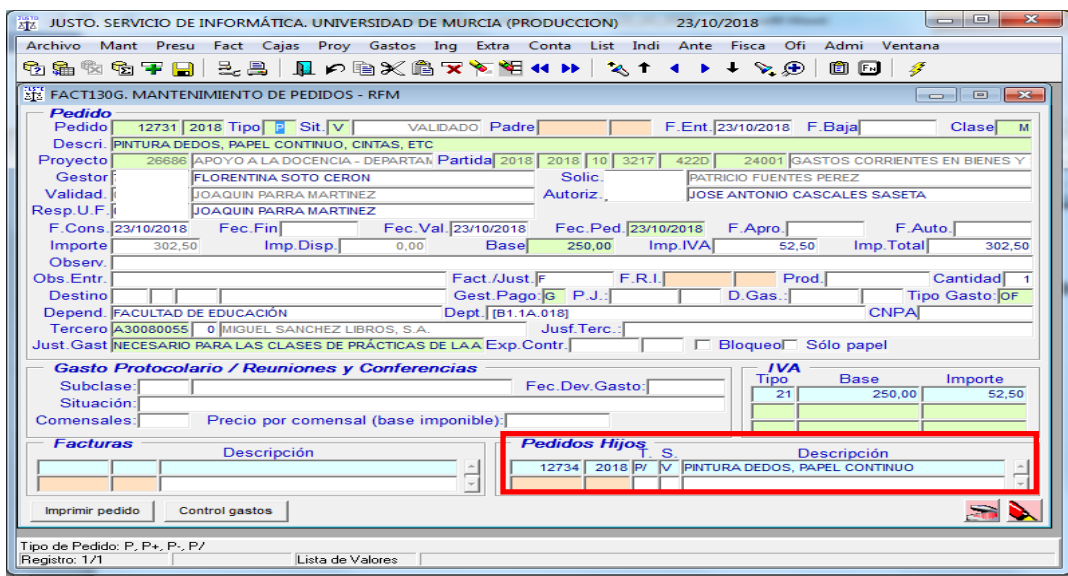 JUSTO. SERVICIO DE INFORMÁTICA. UNIVERSIDAD DE MURCIA (PRODUCCION) 23/10/2018
Archivo Mant Presu Fact Cajas Proy Gastos Ing Extra Conta List Indi Ante Fisca Ofi Admi Ventana
FACT130G. MANTENIMIENTO DE PEDIDOS - RFM
Pedido
Pedido 12731 2018 Tipo P Sit. V VALIDADO Padre F.Ent. 23/10/2018 F.Baja Clase M
Descri. PINTURA DEDOS, PAPEL CONTINUO, CINTAS, ETC
Proyecto 26686 APOYO A LA DOCENCIA - DEPARTAM Partida 2018 2018 10 3217 422D 24001 GASTOS CORRIENTES EN BIENES Y
Gestor FLORENTINA SOTO CERON Solic. PATRICIO FUENTES PEREZ
Validad. JOAQUIN PARRA MARTINEZ Autoriz. JOSE ANTONIO CASCALES SASETA
Resp.U.F. JOAQUIN PARRA MARTINEZ
F.Cons. 23/10/2018 Fec.Fin Fec.Val. 23/10/2018 Fec.Ped. 23/10/2018 F.Apro. F.Auto.
Importe 302,50 Imp.Disp. 0,00 Base 250,00 Imp.IVA 52,50 Imp.Total 302,50
Observ.
Obs.Entr. Fact./Just. F F.R.I. Prod. Cantidad 1
Destino Gest.Pago: G P.J.: D.Gas.: Tipo Gasto: OF
Depend. FACULTAD DE EDUCACIÓN Dept. [B1.1A.018] CNPA
Tercero A30080055 0 MIGUEL SANCHEZ LIBROS, S.A. Jusf.Terc.:
Just.Gast NECESARIO PARA LAS CLASES DE PRÁCTICAS DE LA A Exp.Contr. Bloqueo Sólo papel
Gasto Protocolario / Reuniones y Conferencias IVA
Subclase: Fec.Dev.Gasto: Tipo Base Importe
Situación: 21 250,00 52,50
Comensales: Precio por comensal (base imponible):
Facturas Pedidos Hijos
Descripción T. S. Descripción
12734 2018 P/ V PINTURA DEDOS, PAPEL CONTINUO
Imprimir pedido Control gastos
Tipo de Pedido: P, P+, P-, P/
Registro: 1/1 Lista de Valores